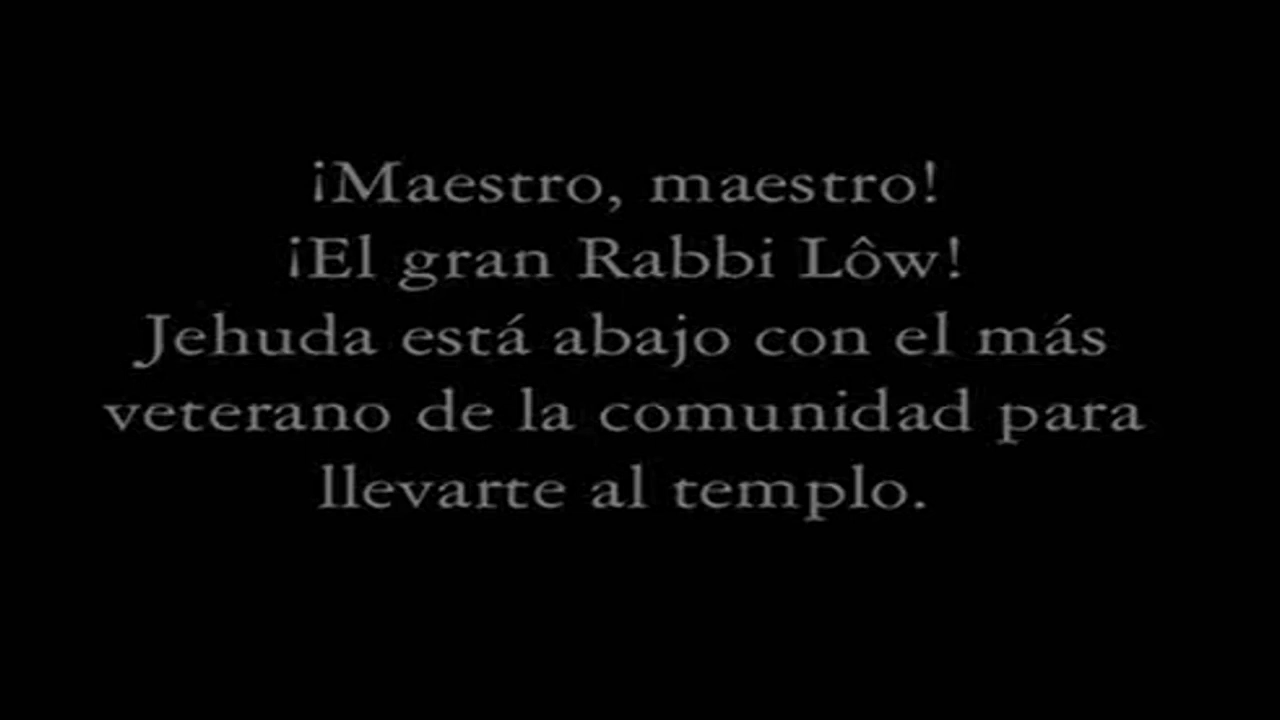 ¡Maestro, maestro!
¡El gran Rabbi Lôw!
Jehuda está abajo con el más
veterano de la comunidad para
llevarte al templo.